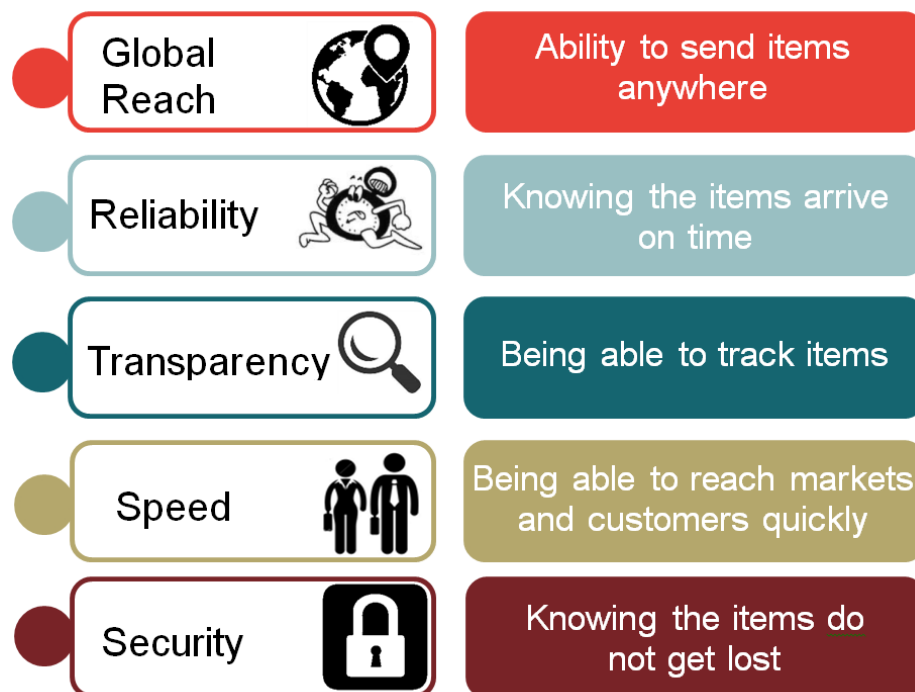 Global
Reach
Ability to send items
anywhere
Reliability
Knowing the items arrive
on time
Transparency
Being able to track items
Speed
Being able to reach markets
and customers quickly
Security
Knowing the items do
not get lost